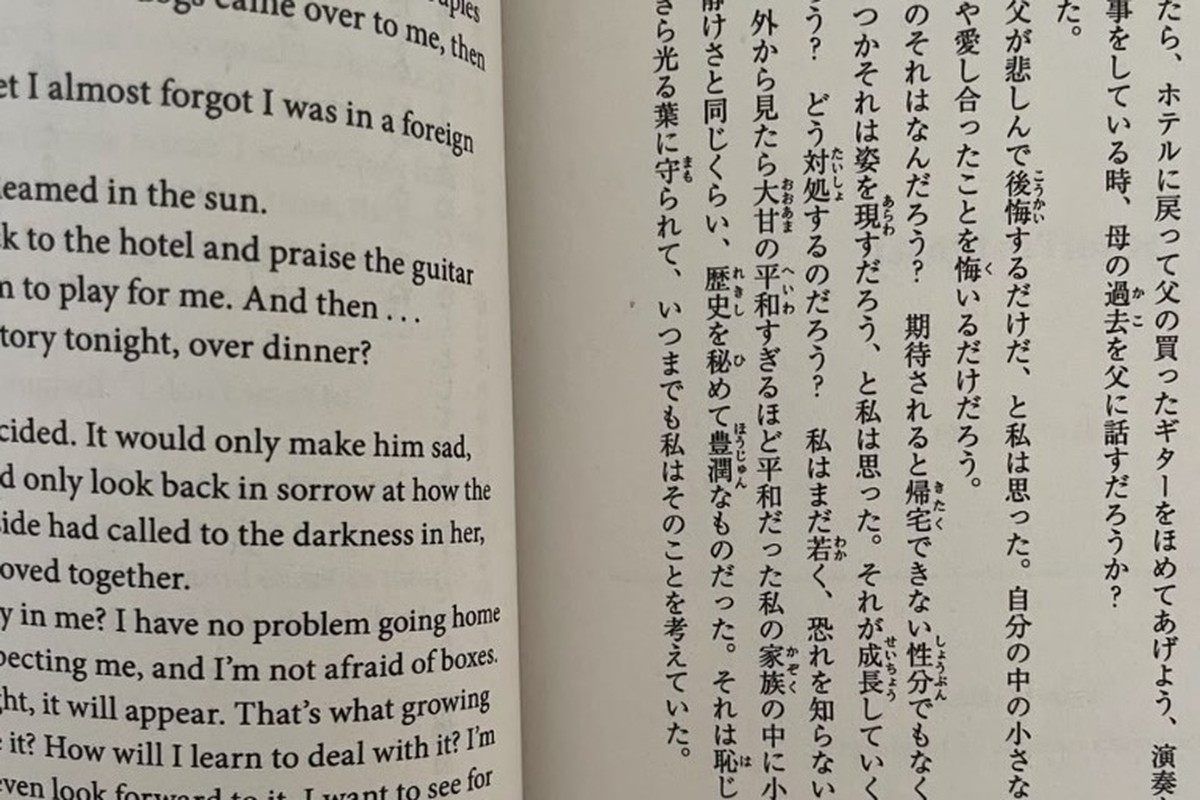 came over to me, then
I almost forgot I was in a foreign
in the sun.
to the hotel and praise the guitar
to play for me. And then …
tonight, over dinner?
It would only make him sad,
only look back in sorrow at how the
had called to the darkness in her,
together.
in me? I have no problem going home
me, and I'm not afraid of boxes.
it will appear. That's what growing
it? How will I learn to deal with it? I'm
even look forward to it. I want to see for
たら、ホテルに戻って父の買ったギターをほめてあげよう、演奏
事をしている時、母の過去を父に話すだろうか？
た。
父が悲しんで後悔するだけだ、と私は思った。自分の中の小さな
や愛し合ったことを悔いるだけだろう。
のそれはなんだろう？　期待されると帰宅できない性分でもなく
つかそれは姿を現すだろう、と私は思った。それが成長していく
う？　どう対処するのだろう？　私はまだ若く、恐れを知らない
外から見たら大甘の平和すぎるほど平和だった私の家族の中に小
静けさと同じくらい、歴史を秘めて豊潤なものだった。それは恥じ
きら光る葉に守られて、いつまでも私はそのことを考えていた。